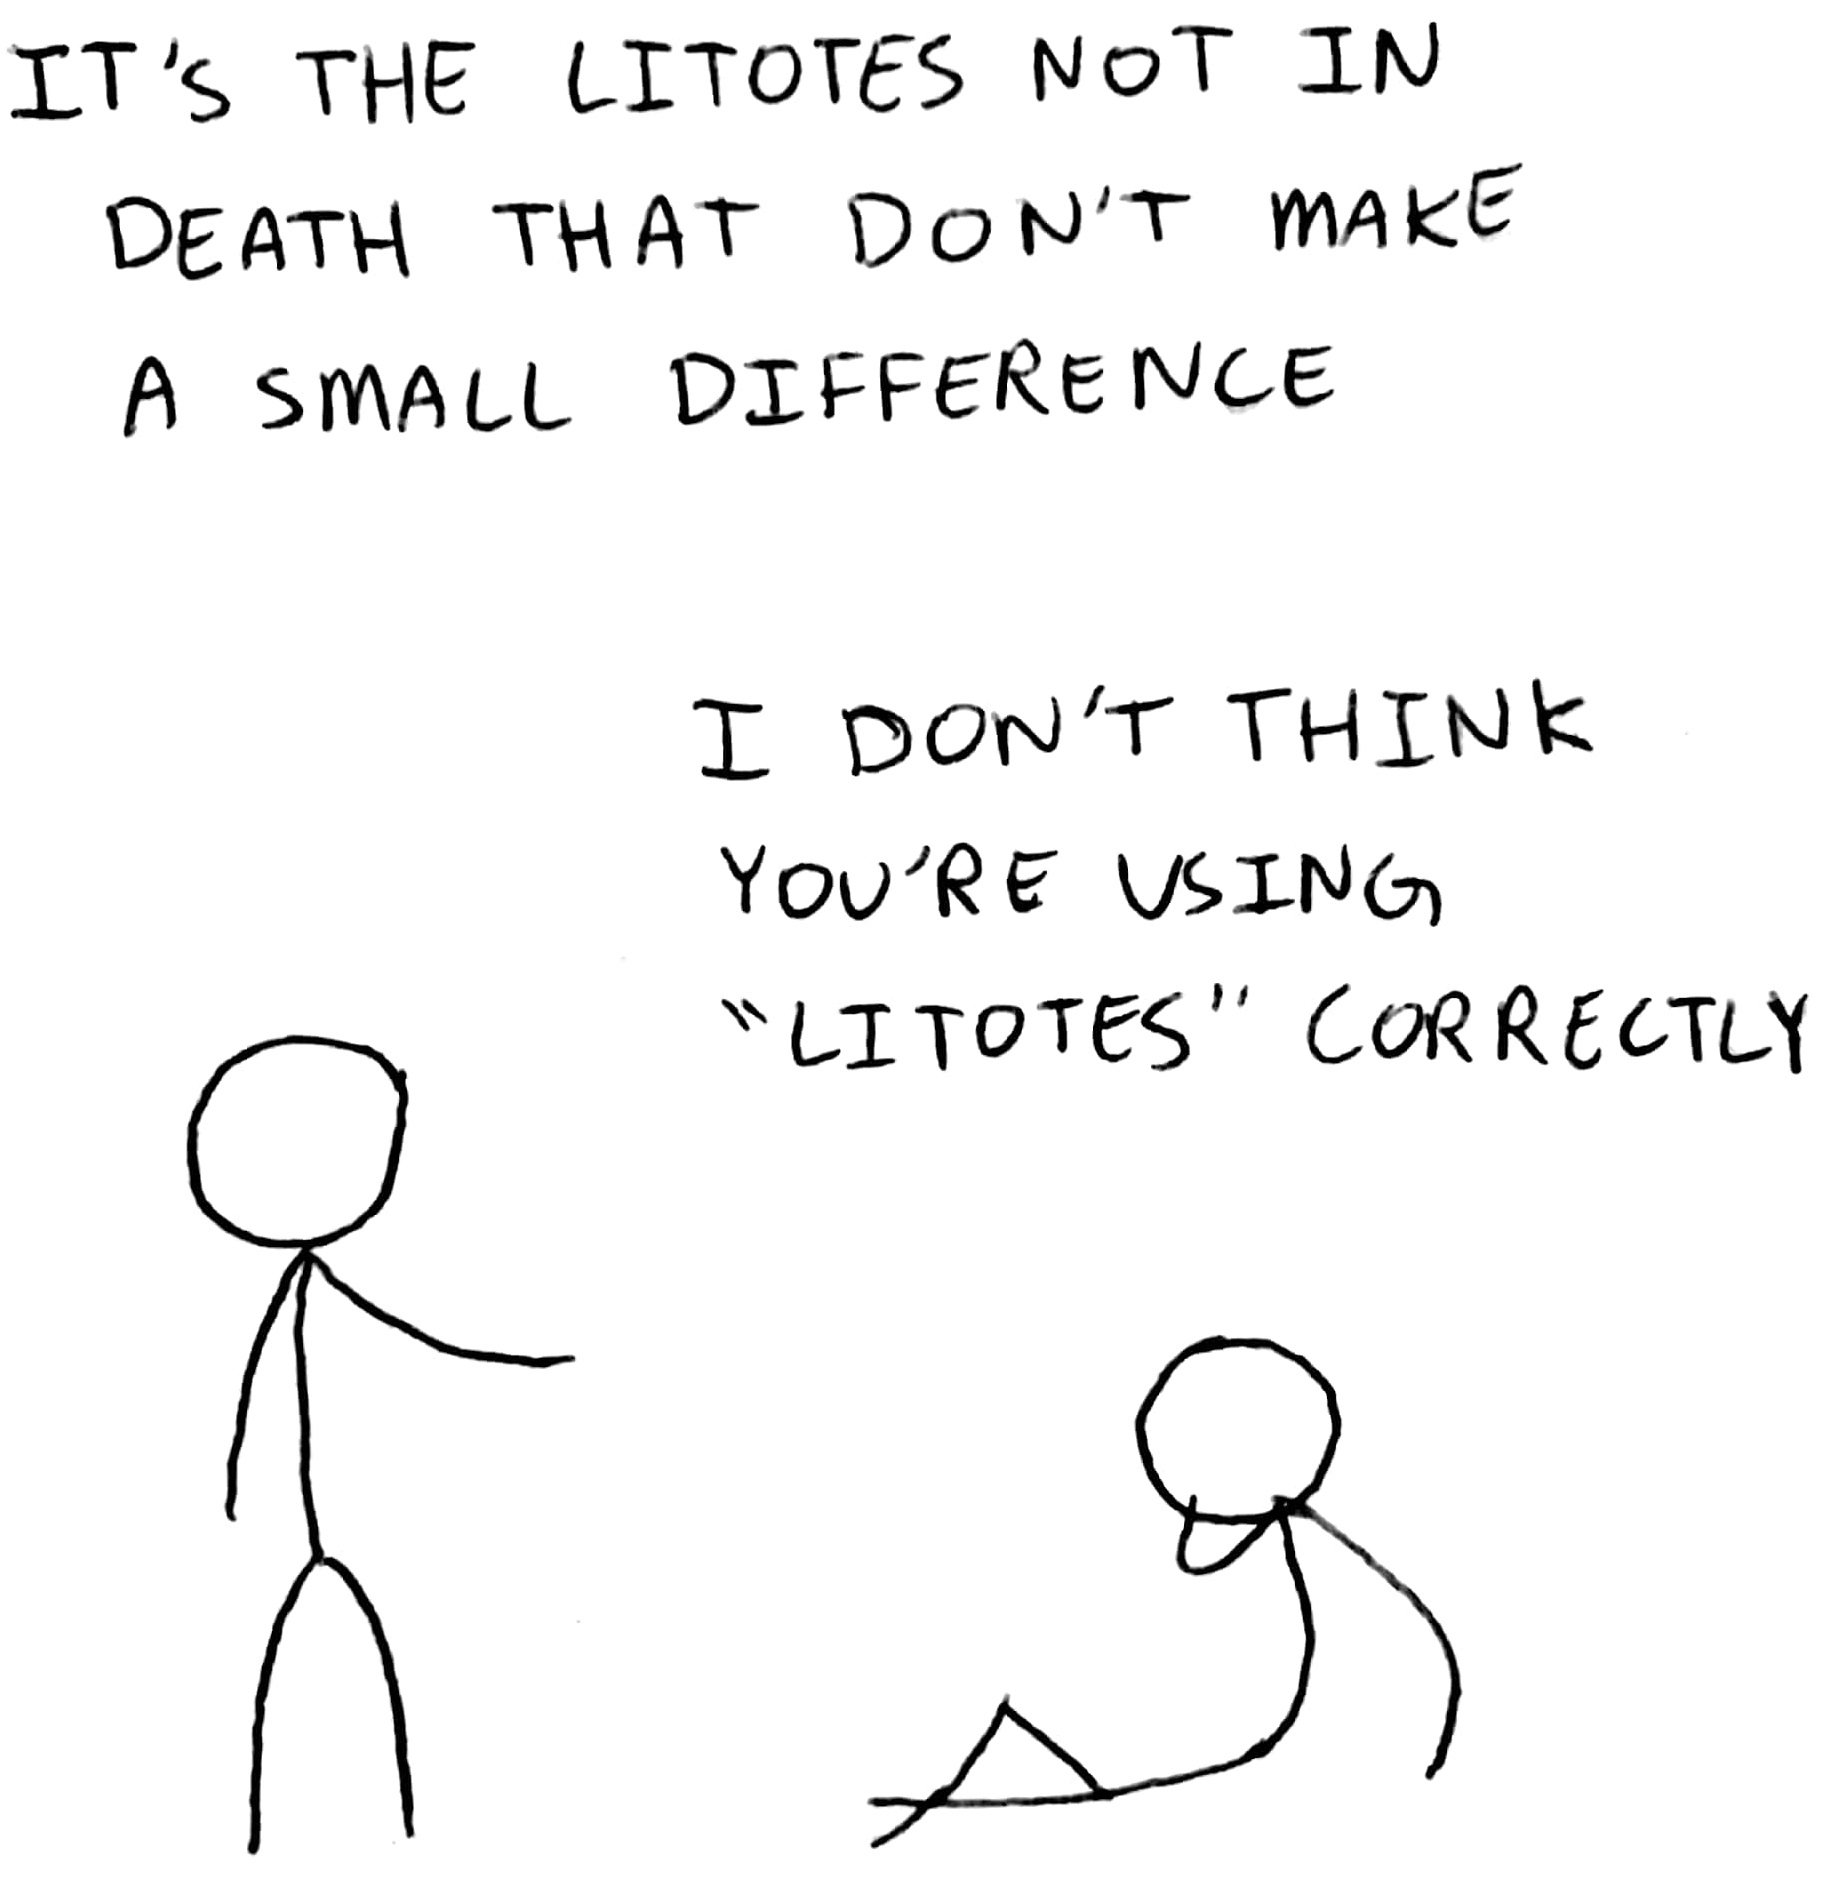 IT'S THE LITOTES NOT IN
DEATH THAT DON'T MAKE
A SMALL DIFFERENCE
I DON'T THINK
YOU'RE USING
"LITOTES" CORRECTLY